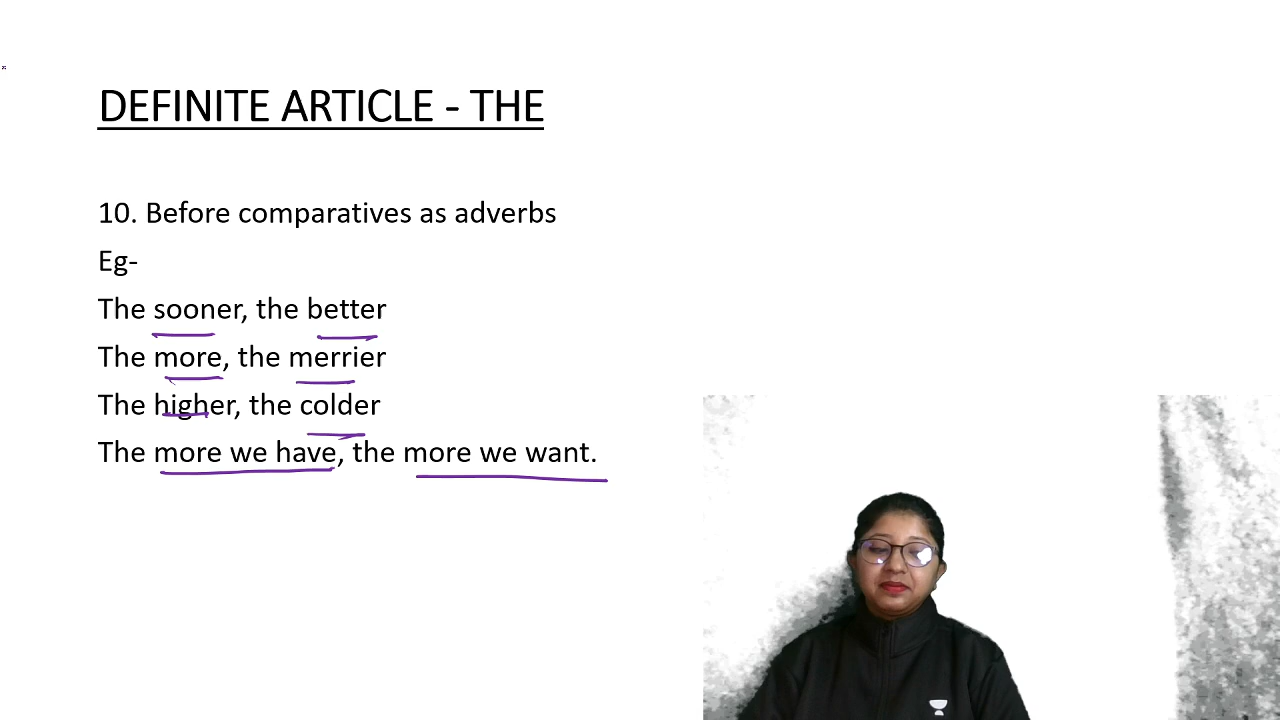 DEFINITE ARTICLE - THE
10. Before comparatives as adverbs
Eg-
The sooner, the better
The more, the merrier
The higher, the colder
The more we have, the more we want.